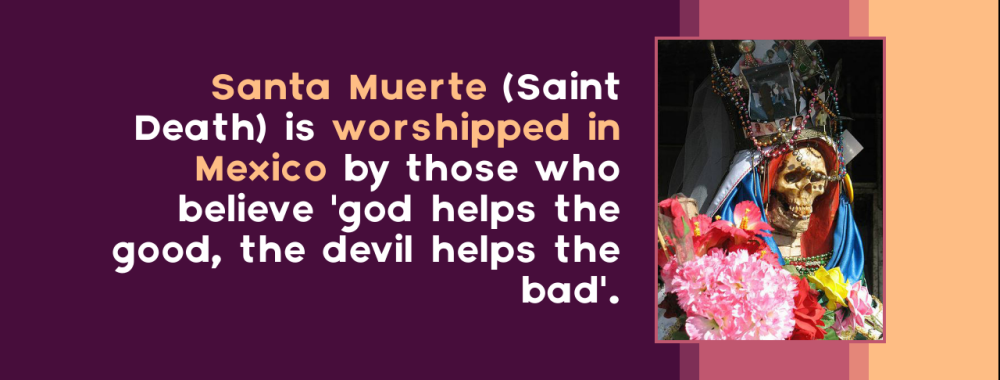 Santa Muerte (Saint
Death) is worshipped in
Mexico by those who
believe 'god helps the
good, the devil helps the
bad'.